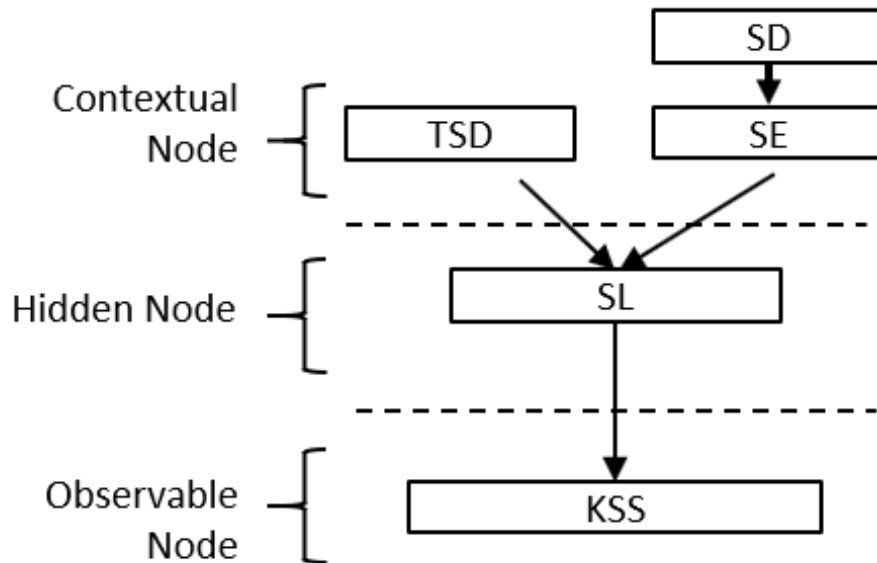 SD
Contextual
Node
TSD
SE
Hidden Node
SL
Observable
Node
KSS